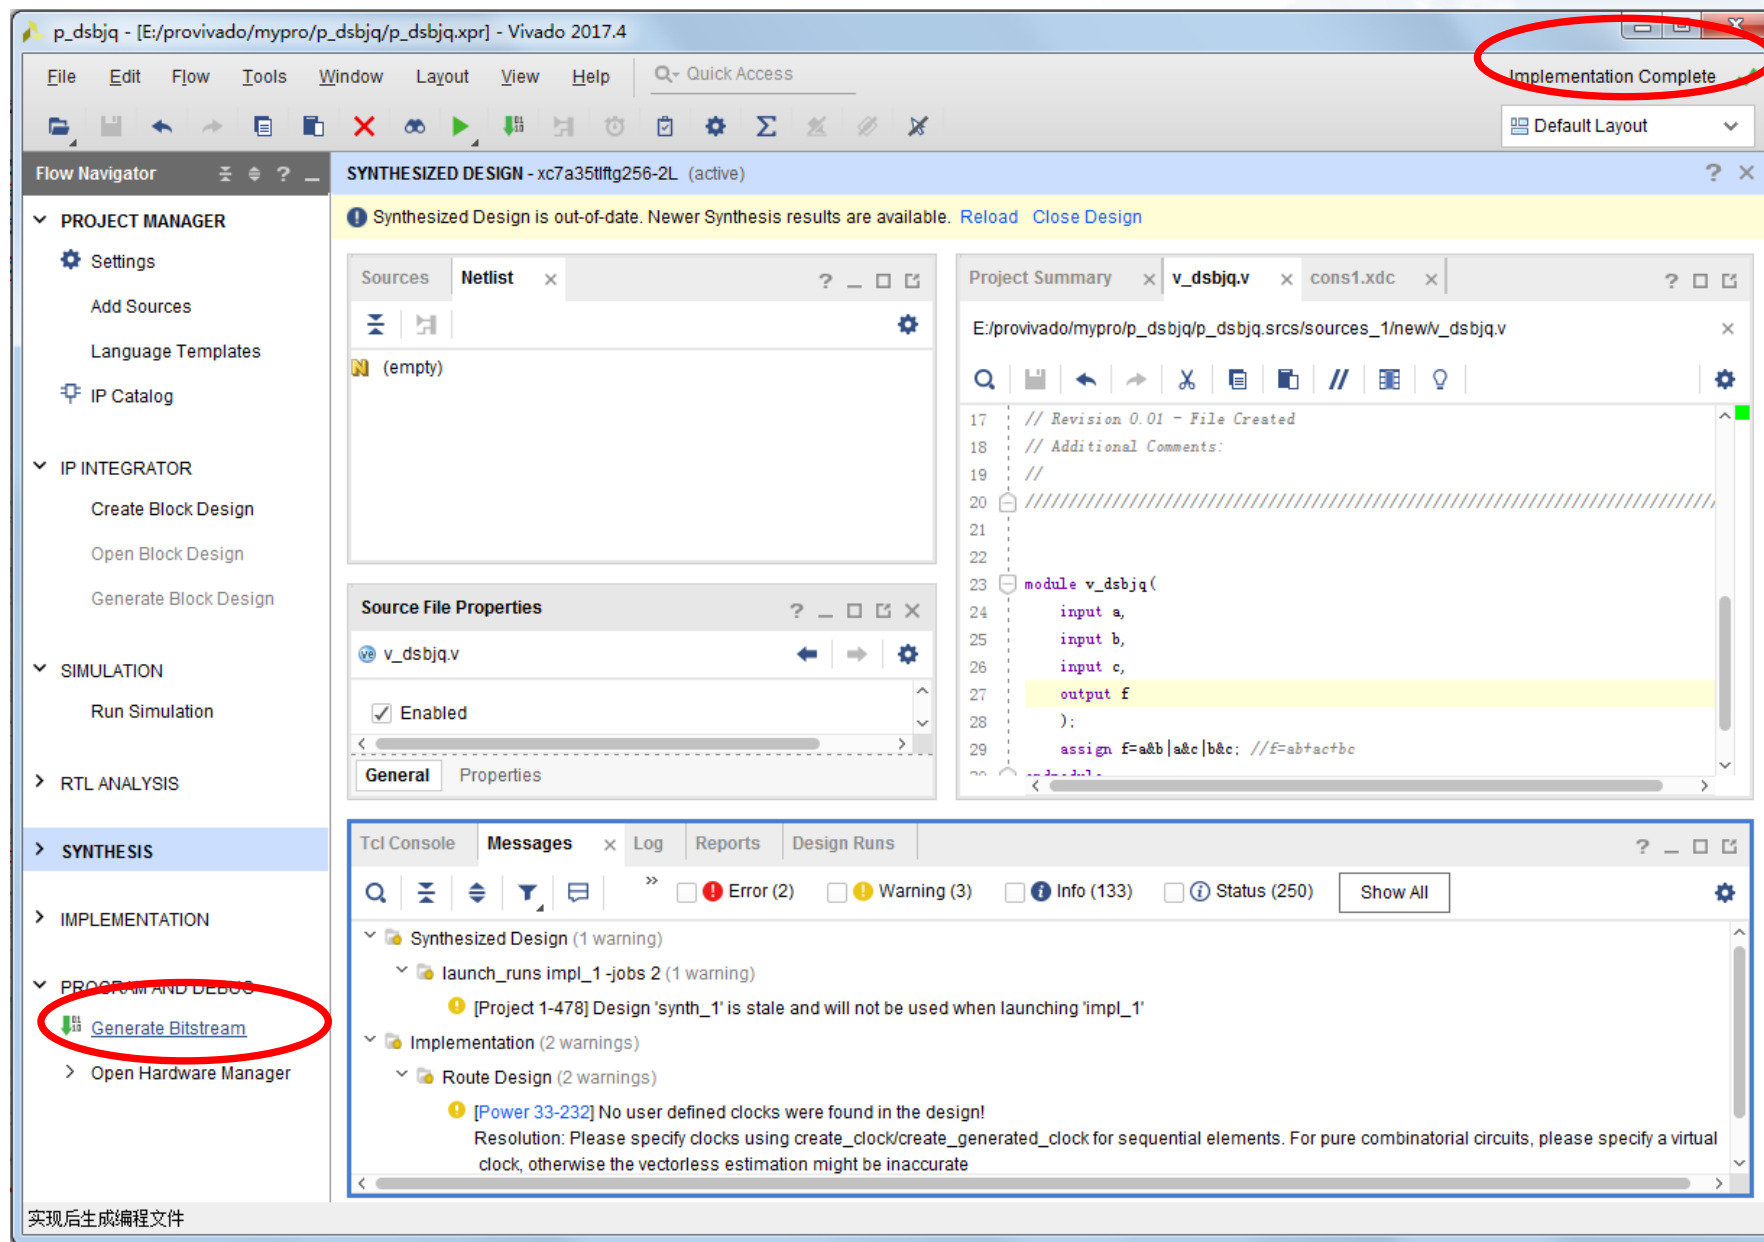 p_dsbjq - [E:/provivado/mypro/p_dsbjq/p_dsbjq.xpr] - Vivado 2017.4
File Edit Flow Tools Window Layout View Help Quick Access
Implementation Complete
Default Layout
Flow Navigator
SYNTHESIZED DESIGN - xc7a35tlftg256-2L (active)
Synthesized Design is out-of-date. Newer Synthesis results are available. Reload Close Design
PROJECT MANAGER
Settings
Add Sources
Language Templates
IP Catalog
IP INTEGRATOR
Create Block Design
Open Block Design
Generate Block Design
SIMULATION
Run Simulation
RTL ANALYSIS
SYNTHESIS
IMPLEMENTATION
PROGRAM AND DEBUG
Generate Bitstream
Open Hardware Manager
Sources Netlist
(empty)
Source File Properties
v_dsbjq.v
Enabled
General Properties
Project Summary v_dsbjq.v cons1.xdc
E:/provivado/mypro/p_dsbjq/p_dsbjq.srcs/sources_1/new/v_dsbjq.v
17 // Revision 0.01 - File Created
18 // Additional Comments:
19 //
20 ////////////////////////////////////////////////////////////////////////////////
21
22
23 module v_dsbjq(
24 input a,
25 input b,
26 input c,
27 output f
28 );
29 assign f=a&b|a&c|b&c; //f=ab+ac+bc
Tcl Console Messages Log Reports Design Runs
Error (2) Warning (3) Info (133) Status (250) Show All
Synthesized Design (1 warning)
launch_runs impl_1 -jobs 2 (1 warning)
[Project 1-478] Design 'synth_1' is stale and will not be used when launching 'impl_1'
Implementation (2 warnings)
Route Design (2 warnings)
[Power 33-232] No user defined clocks were found in the design!
Resolution: Please specify clocks using create_clock/create_generated_clock for sequential elements. For pure combinatorial circuits, please specify a virtual
clock, otherwise the vectorless estimation might be inaccurate
实现后生成编程文件